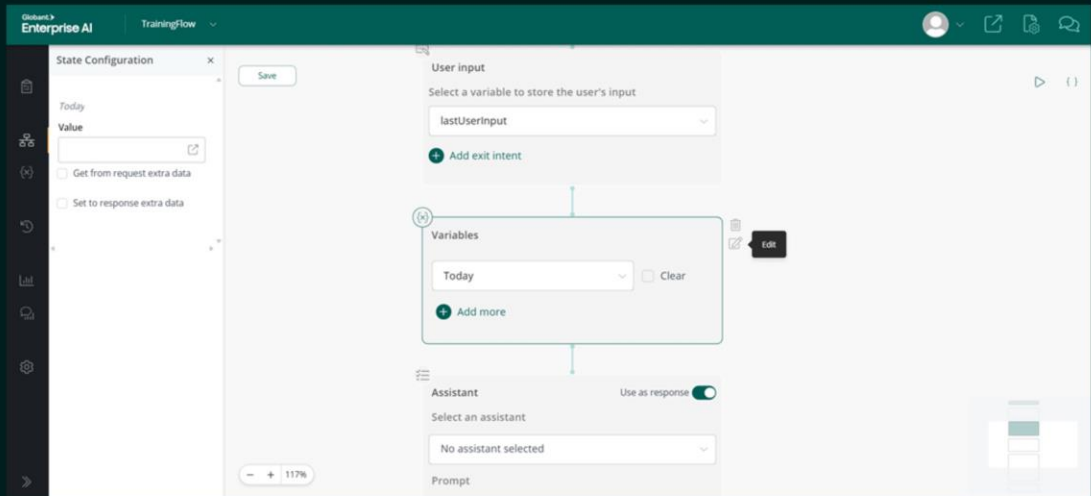 Globant
Enterprise AI
TrainingFlow
State Configuration
Today
Value
Get from request extra data
Set to response extra data
Save
User input
Select a variable to store the user's input
lastUserInput
Add exit intent
Variables
Today
Clear
Add more
Edit
Assistant
Use as response
Select an assistant
No assistant selected
Prompt
117%